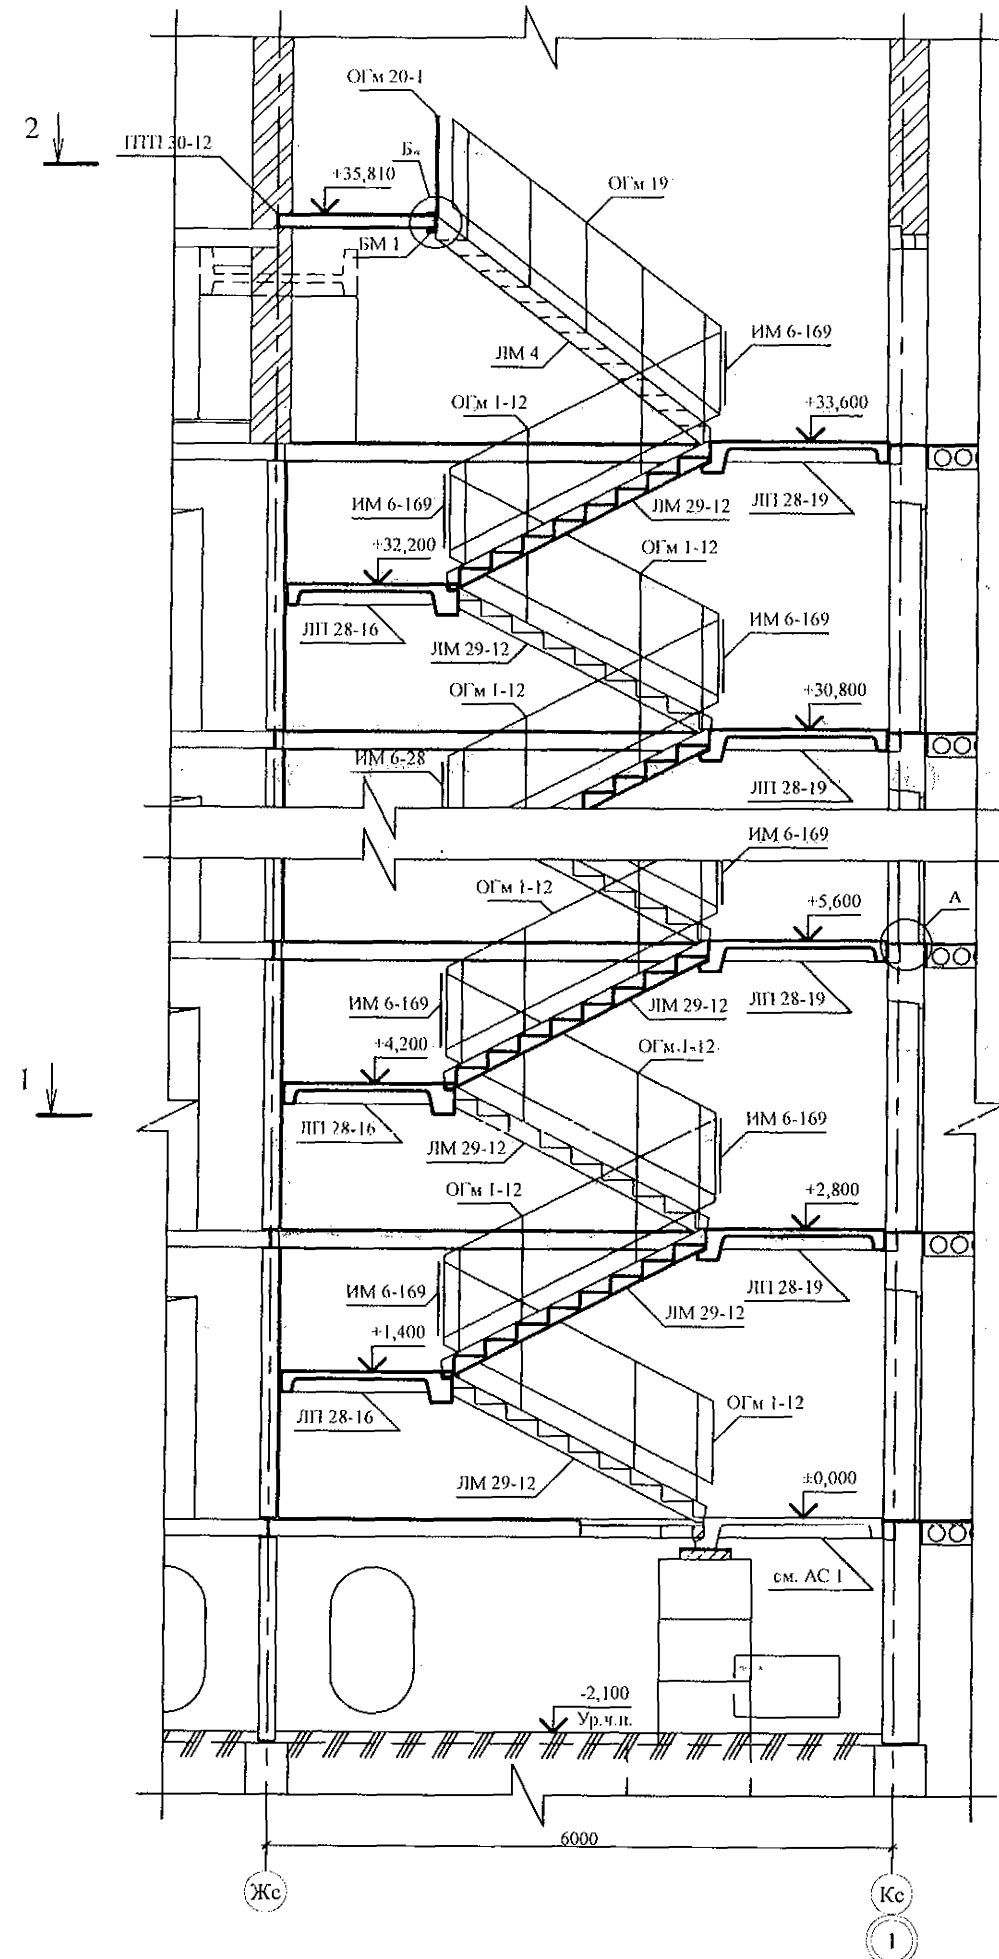 ОГм 20-1
2
ПТП 30-12
Б
+35,810
ОГм 19
БМ 1
ИМ 6-169
ЛМ 4
ОГм 1-12
+33,600
ИМ 6-169
ЛМ 29-12
ЛП 28-19
+32,200
ОГм 1-12
ЛП 28-16
ИМ 6-169
ЛМ 29-12
ОГм 1-12
+30,800
ИМ 6-28
ЛП 28-19
ИМ 6-169
ОГм 1-12
+5,600
А
ИМ 6-169
ЛМ 29-12
ЛП 28-19
+4,200
ОГм 1-12
1
ЛП 28-16
ИМ 6-169
ЛМ 29-12
ОГм 1-12
+2,800
ИМ 6-169
ЛМ 29-12
ЛП 28-19
+1,400
ЛП 28-16
ОГм 1-12
ЛМ 29-12
±0,000
см. АС 1
-2,100
Ур.ч.п.
6000
Жс
Кс
1